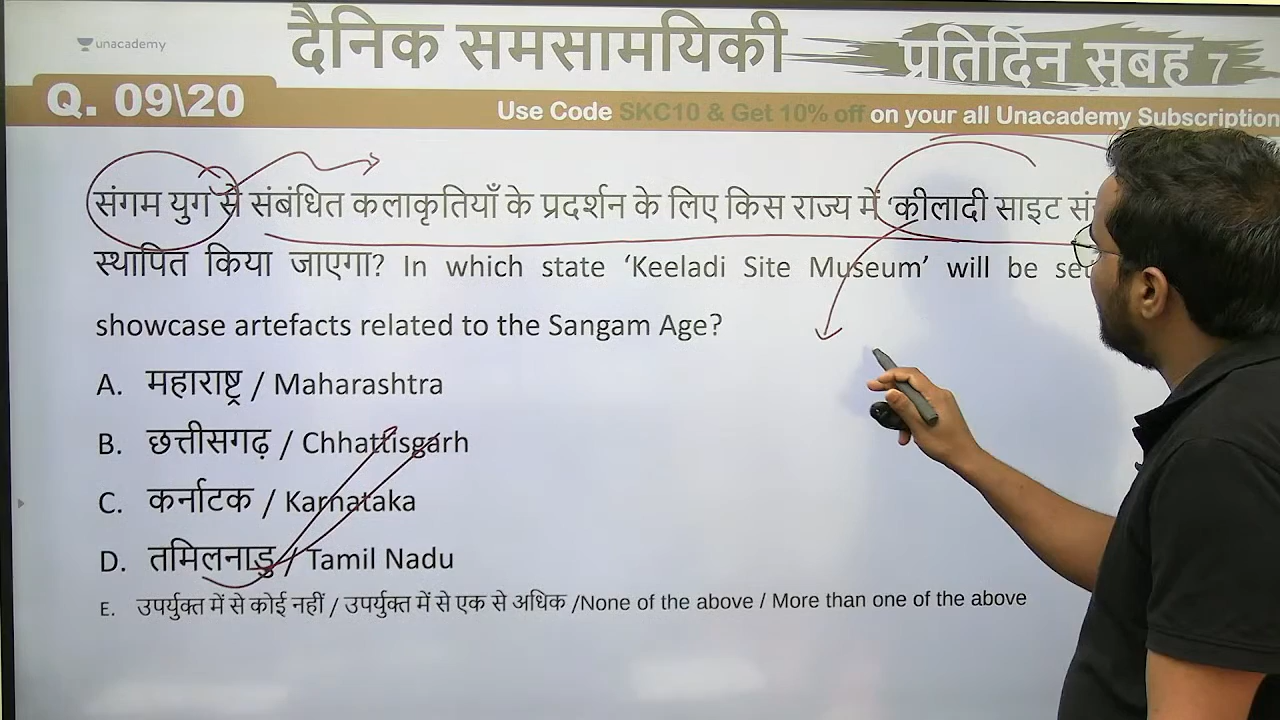 unacademy
दैनिक समसामयिकी
प्रतिदिन सुबह 7
Q. 09\20
Use Code SKC10 & Get 10% off on your all Unacademy Subscription
संगम युग से संबंधित कलाकृतियाँ के प्रदर्शन के लिए किस राज्य में ‘कीलादी साइट
स्थापित किया जाएगा? In which state ‘Keeladi Site Museum’ will be set
showcase artefacts related to the Sangam Age?
A. महाराष्ट्र / Maharashtra
B. छत्तीसगढ़ / Chhattisgarh
C. कर्नाटक / Karnataka
D. तमिलनाडु / Tamil Nadu
E. उपर्युक्त में से कोई नहीं / उपर्युक्त में से एक से अधिक /None of the above / More than one of the above